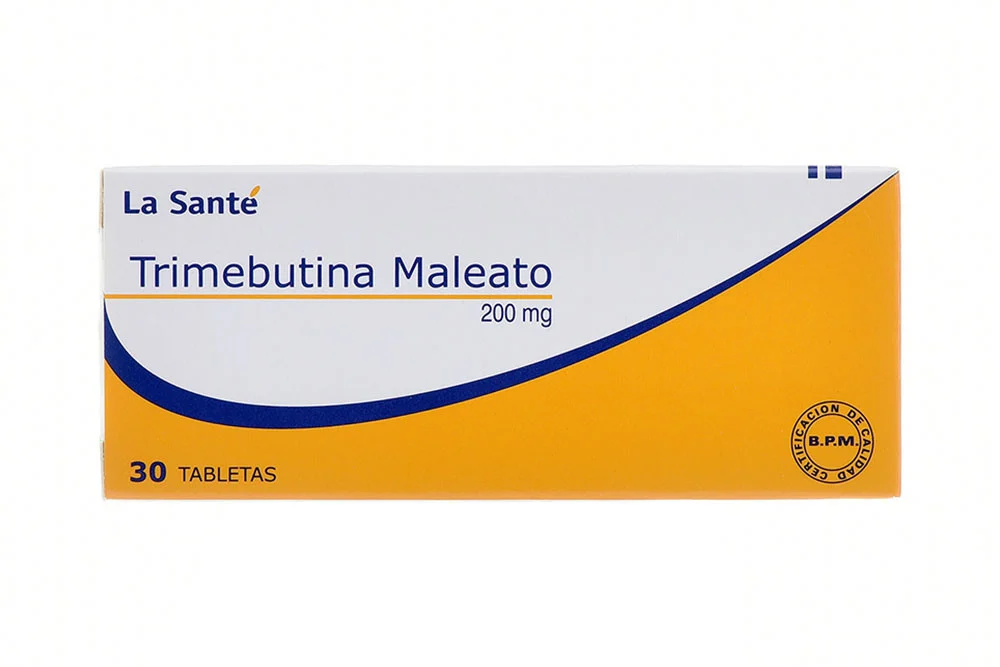 La Santé
Trimebutina Maleato
200 mg
30 TABLETAS
CERTIFICACION DE CALIDAD
B.P.M.